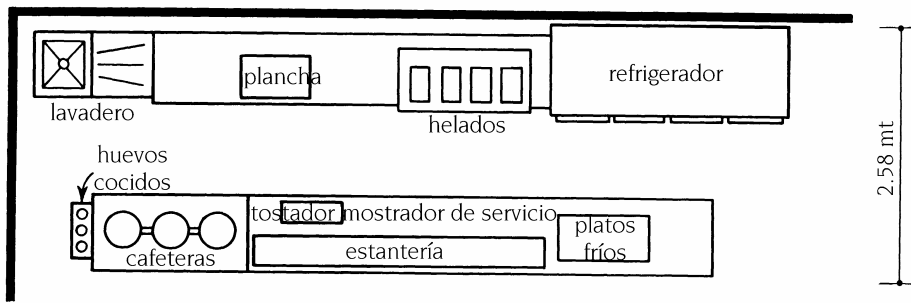 plancha
refrigerador
lavadero
helados
huevos
cocidos
2.58 mt
tostador mostrador de servicio
platos
fríos
estantería
cafeteras